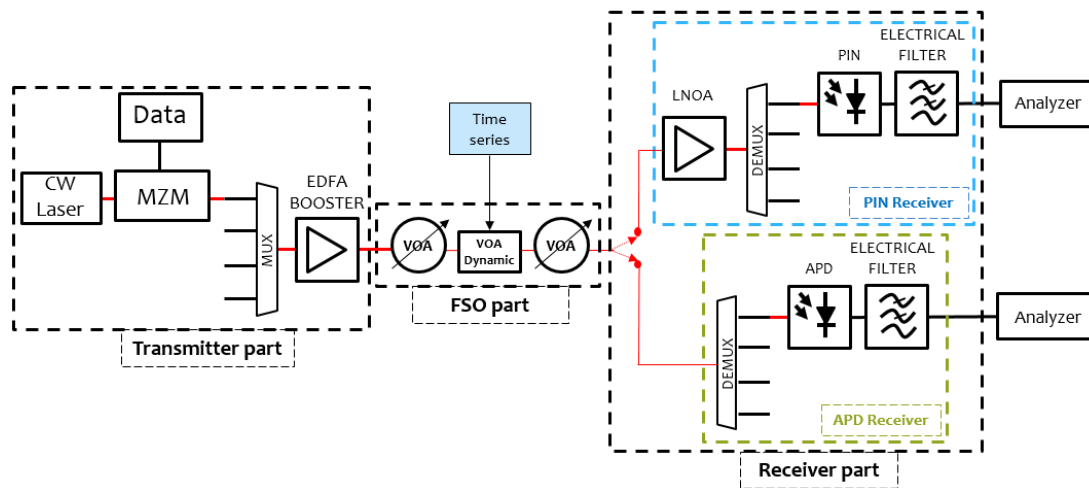 Data
CW
Laser
MZM
MUX
EDFA
BOOSTER
Transmitter part
Time
series
VOA
VOA
Dynamic
VOA
FSO part
LNOA
DEMUX
PIN
ELECTRICAL
FILTER
PIN Receiver
Analyzer
DEMUX
APD
ELECTRICAL
FILTER
APD Receiver
Analyzer
Receiver part